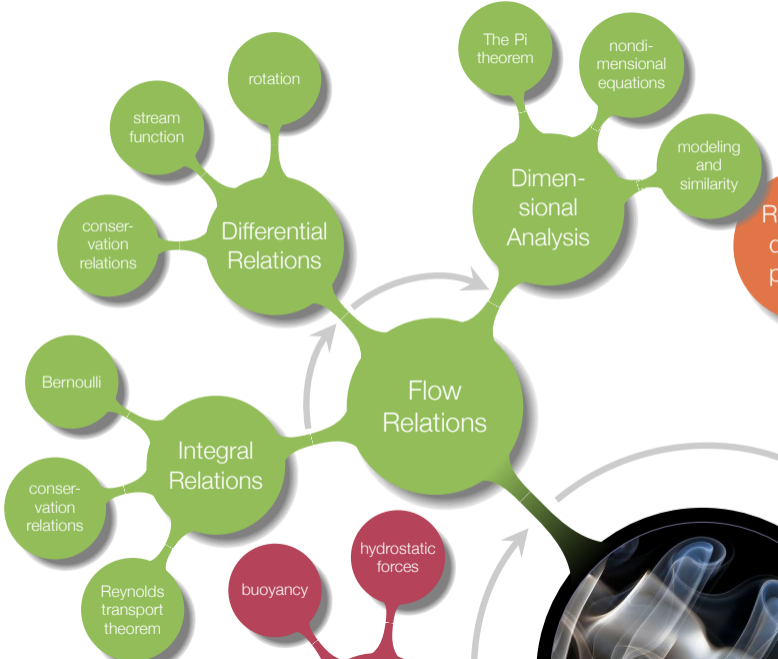 The Pi
theorem
nondi-
mensional
equations
rotation
stream
function
modeling
and
similarity
Dimen-
sional
Analysis
conser-
vation
relations
Differential
Relations
Bernoulli
Flow
Relations
Integral
Relations
conser-
vation
relations
hydrostatic
forces
buoyancy
Reynolds
transport
theorem